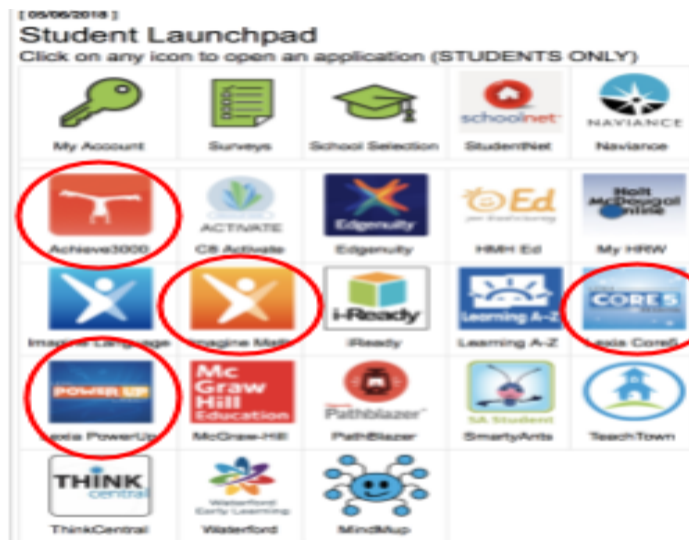 [ 05/06/2018 ]
Student Launchpad
Click on any icon to open an application (STUDENTS ONLY)
schoolnet
NAVIANCE
My Account Surveys School Selection StudentNet Naviance
ACTIVATE
Edgenuity
Ed
Holt McDougal Online
Achieve3000 C8 Activate Edgenuity HMH Ed My HRW
i-Ready
Learning A-Z
CORE5
Imagine Language Imagine Math iReady Learning A-Z Lexia Core5
POWER UP
Mc
Graw
Hill
Education
Pathblazer
SA Student
Lexia PowerUp McGraw-Hill PathBlazer SmartyAnts TeachTown
THINK
central
Waterford
Early Learning
ThinkCentral Waterford MindMup